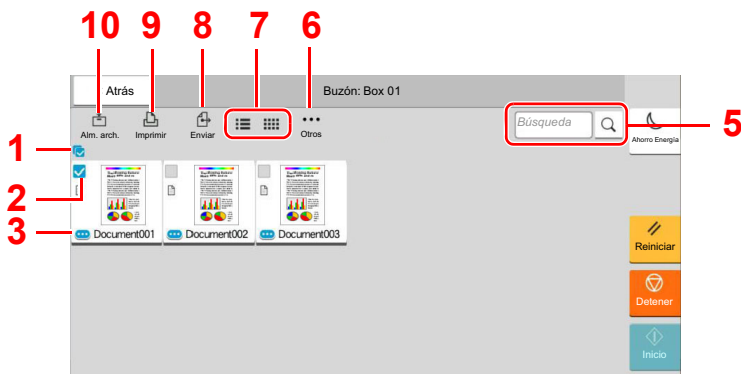 10 9 8 7 6
Atrás
Buzón: Box 01
Alm. arch.
Imprimir
Enviar
Otros
Búsqueda
5
Ahorro Energía
1
2
3
Document001
Document002
Document003
Reiniciar
Detener
Inicio